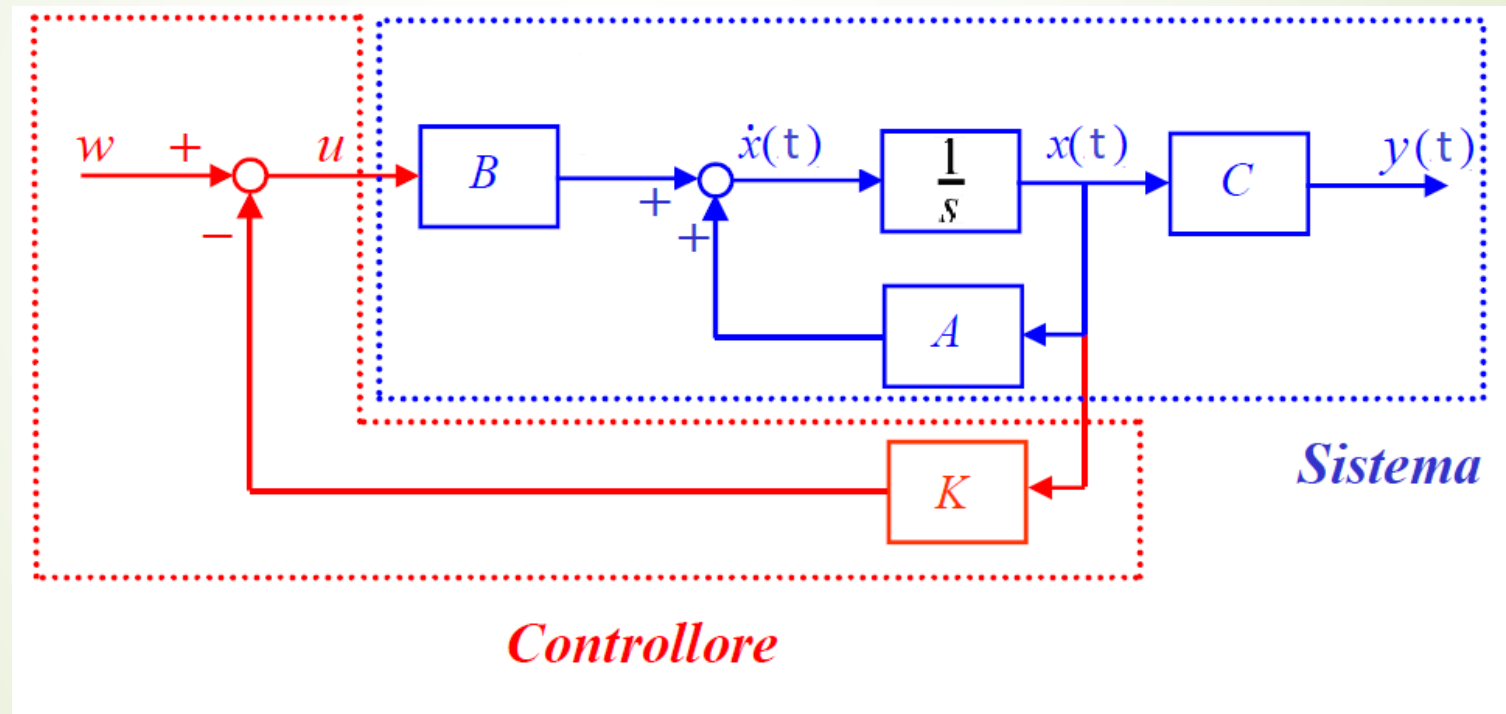 w + u B ẋ(t) 1/s x(t) C y(t)
− + +
A
K
Sistema
Controllore